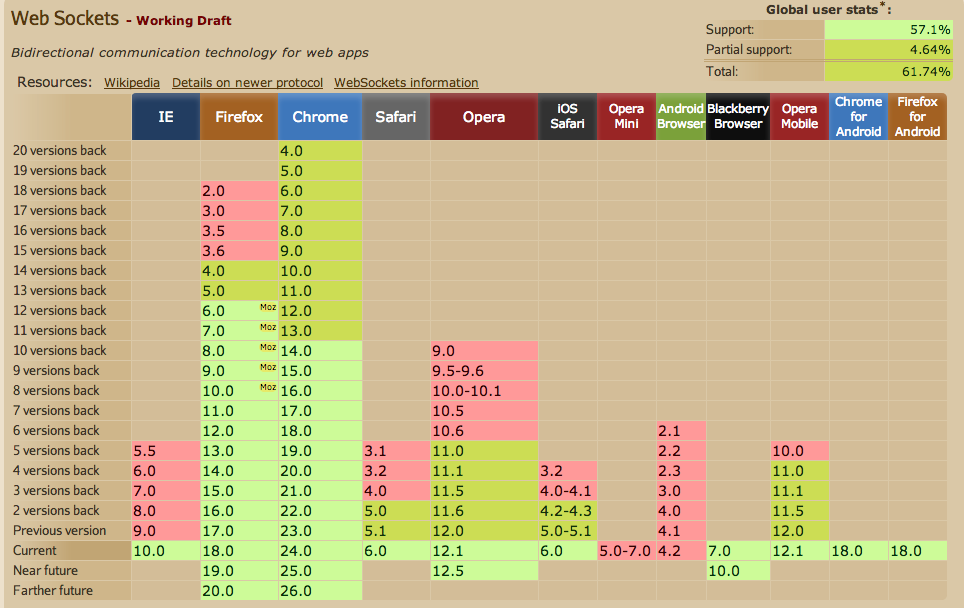 Web Sockets - Working Draft
Global user stats*:
Support: 57.1%
Partial support: 4.64%
Total: 61.74%
Bidirectional communication technology for web apps
Resources: Wikipedia Details on newer protocol WebSockets information
IE Firefox Chrome Safari Opera iOS Safari Opera Mini Android Browser Blackberry Browser Opera Mobile Chrome for Android Firefox for Android
20 versions back 4.0
19 versions back 5.0
18 versions back 2.0 6.0
17 versions back 3.0 7.0
16 versions back 3.5 8.0
15 versions back 3.6 9.0
14 versions back 4.0 10.0
13 versions back 5.0 11.0
12 versions back 6.0 Moz 12.0
11 versions back 7.0 Moz 13.0
10 versions back 8.0 Moz 14.0 9.0
9 versions back 9.0 Moz 15.0 9.5-9.6
8 versions back 10.0 Moz 16.0 10.0-10.1
7 versions back 11.0 17.0 10.5
6 versions back 12.0 18.0 10.6 2.1
5 versions back 5.5 13.0 19.0 3.1 11.0 2.2 10.0
4 versions back 6.0 14.0 20.0 3.2 11.1 3.2 2.3 11.0
3 versions back 7.0 15.0 21.0 4.0 11.5 4.0-4.1 3.0 11.1
2 versions back 8.0 16.0 22.0 5.0 11.6 4.2-4.3 4.0 11.5
Previous version 9.0 17.0 23.0 5.1 12.0 5.0-5.1 4.1 12.0
Current 10.0 18.0 24.0 6.0 12.1 6.0 5.0-7.0 4.2 7.0 12.1 18.0 18.0
Near future 19.0 25.0 12.5 10.0
Farther future 20.0 26.0